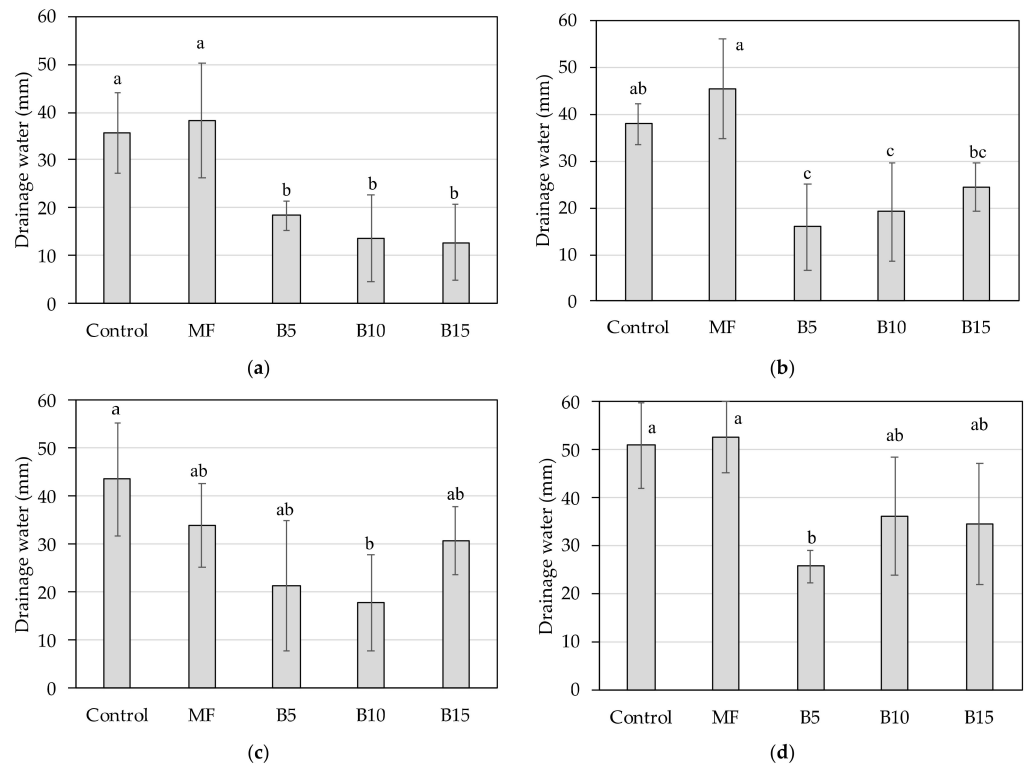 60
50
40
30
20
10
0
Drainage water (mm)
a
a
b
b
b
Control MF B5 B10 B15
(a)
60
50
40
30
20
10
0
Drainage water (mm)
ab
a
c
c
bc
Control MF B5 B10 B15
(b)
60
50
40
30
20
10
0
Drainage water (mm)
a
ab
ab
b
ab
Control MF B5 B10 B15
(c)
60
50
40
30
20
10
0
Drainage water (mm)
a
a
b
ab
ab
Control MF B5 B10 B15
(d)